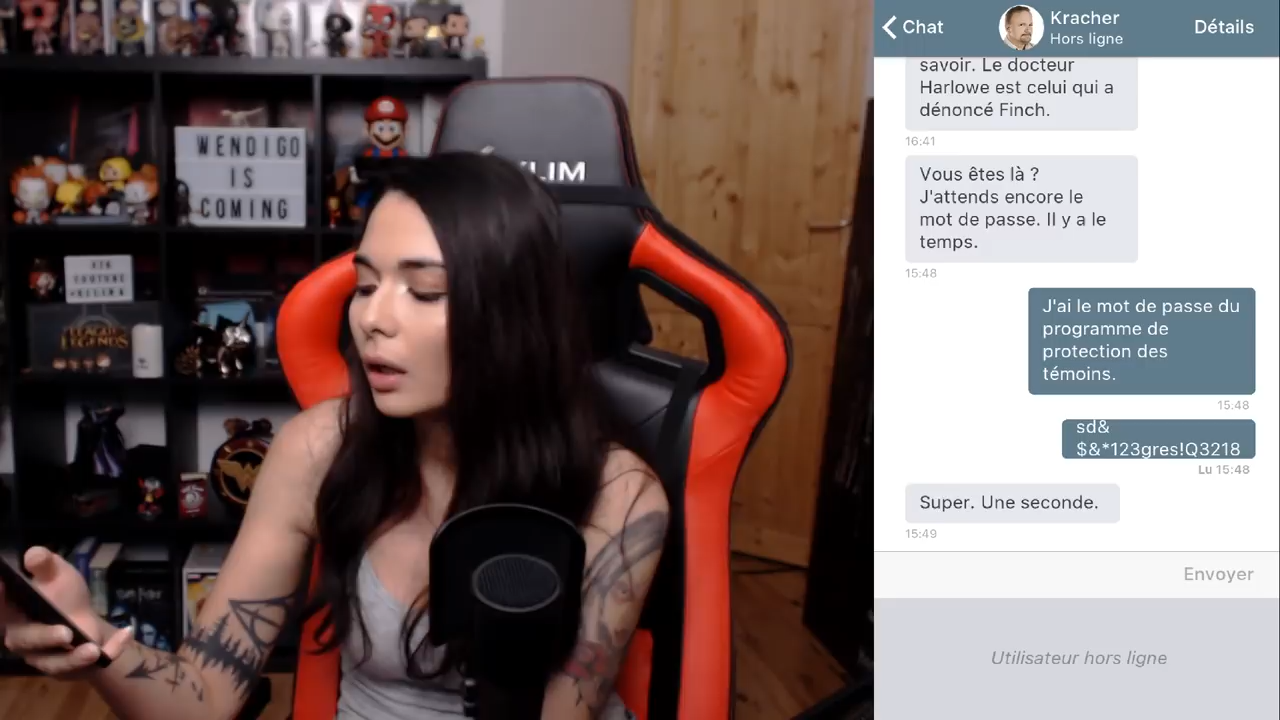 WENDIGO
IS
COMING
LEAGUE
LEGENDS
Chat
Kracher
Hors ligne
Détails
savoir. Le docteur
Harlowe est celui qui a
dénoncé Finch.
16:41
Vous êtes là ?
J'attends encore le
mot de passe. Il y a le
temps.
15:48
J'ai le mot de passe du
programme de
protection des
témoins.
15:48
sd&
$&*123gres!Q3218
Lu 15:48
Super. Une seconde.
15:49
Envoyer
Utilisateur hors ligne